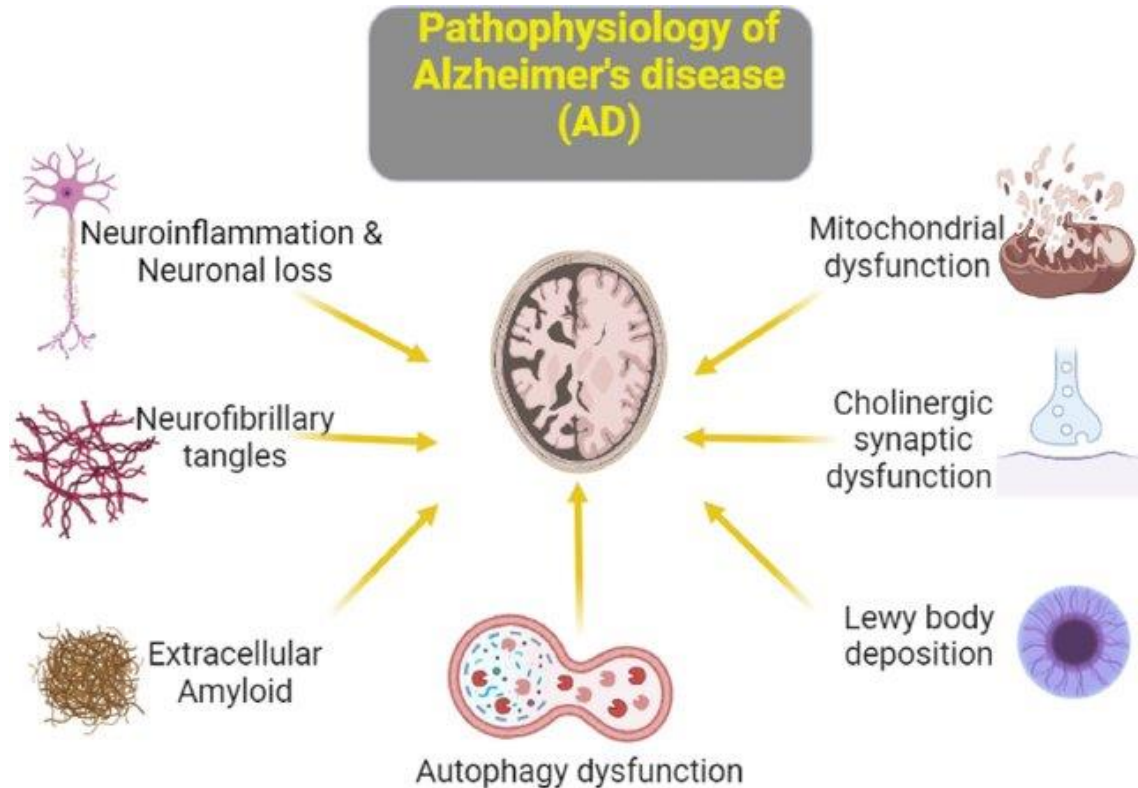 Pathophysiology of
Alzheimer's disease
(AD)
Neuroinflammation &
Neuronal loss
Mitochondrial
dysfunction
Neurofibrillary
tangles
Cholinergic
synaptic
dysfunction
Extracellular
Amyloid
Lewy body
deposition
Autophagy dysfunction